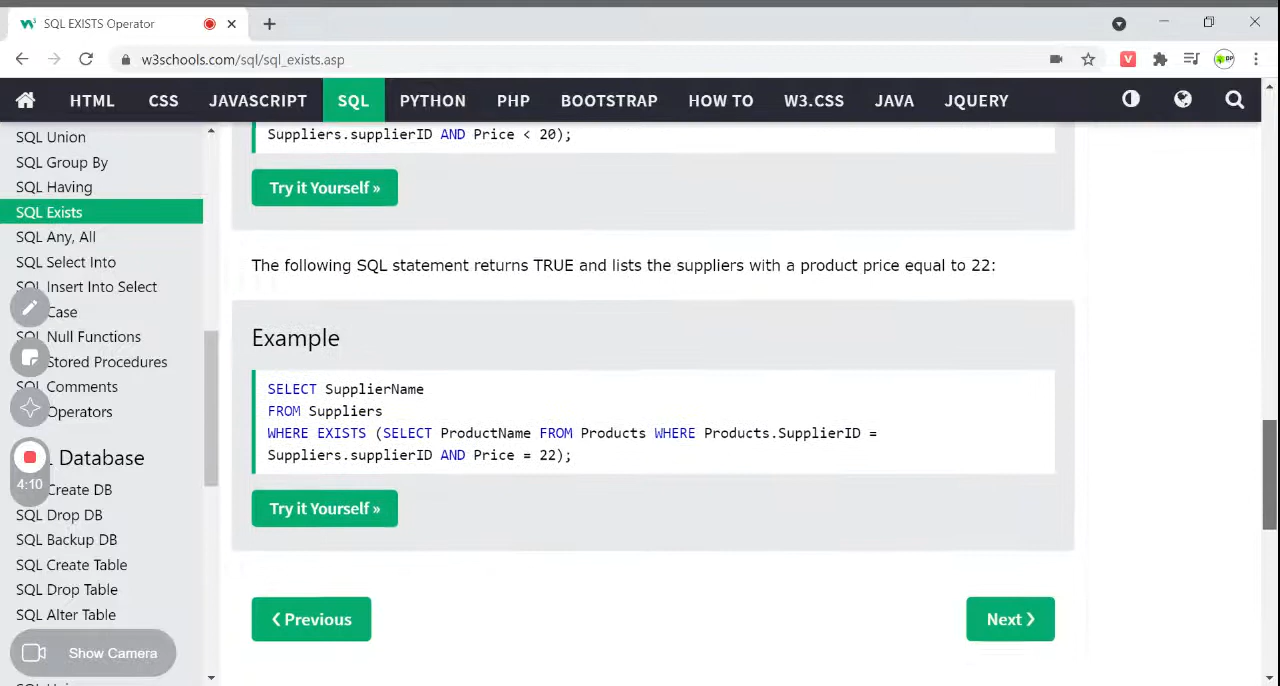 SQL EXISTS Operator
w3schools.com/sql/sql_exists.asp
HTML CSS JAVASCRIPT SQL PYTHON PHP BOOTSTRAP HOW TO W3.CSS JAVA JQUERY
SQL Union
SQL Group By
SQL Having
SQL Exists
SQL Any, All
SQL Select Into
SQL Insert Into Select
Case
SQL Null Functions
Stored Procedures
SQL Comments
Operators
Database
Create DB
SQL Drop DB
SQL Backup DB
SQL Create Table
SQL Drop Table
SQL Alter Table
4:10
Show Camera
Suppliers.supplierID AND Price < 20);
Try it Yourself »
The following SQL statement returns TRUE and lists the suppliers with a product price equal to 22:
Example
SELECT SupplierName
FROM Suppliers
WHERE EXISTS (SELECT ProductName FROM Products WHERE Products.SupplierID =
Suppliers.supplierID AND Price = 22);
Try it Yourself »
❮ Previous
Next ❯